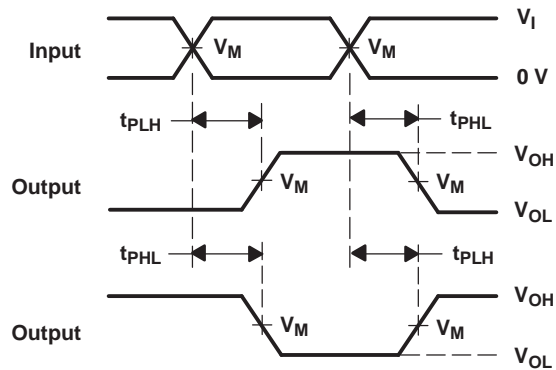 V_I
Input V_M V_M
0 V
t_PLH t_PHL
V_OH
Output V_M V_M
V_OL
t_PHL t_PLH
V_OH
Output V_M V_M
V_OL